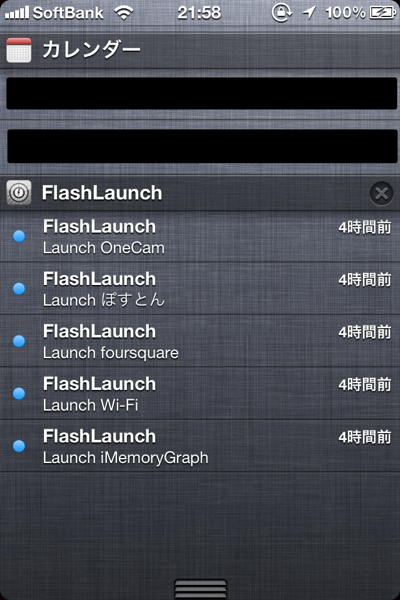 SoftBank 21:58 100%
カレンダー
FlashLaunch
FlashLaunch 4時間前
Launch OneCam
FlashLaunch 4時間前
Launch ぽすとん
FlashLaunch 4時間前
Launch foursquare
FlashLaunch 4時間前
Launch Wi-Fi
FlashLaunch 4時間前
Launch iMemoryGraph